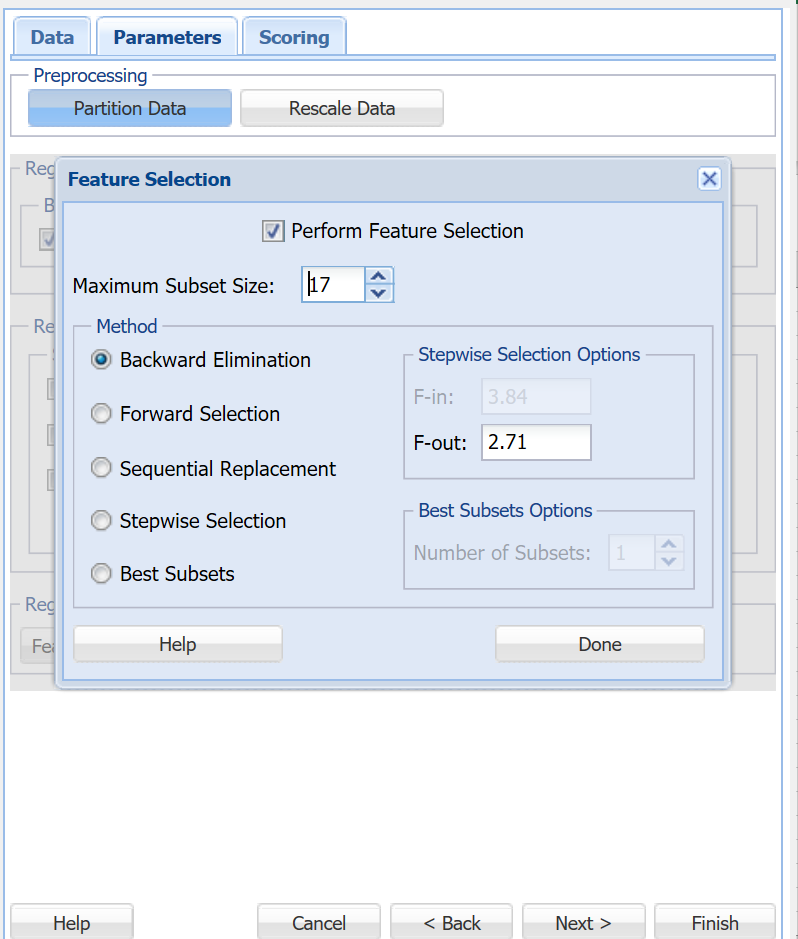 Data Parameters Scoring
Preprocessing
Partition Data Rescale Data
Reg
Feature Selection
B
Perform Feature Selection
Maximum Subset Size: 17
Re
Method
Backward Elimination
Forward Selection
Sequential Replacement
Stepwise Selection
Best Subsets
Stepwise Selection Options
F-in: 3.84
F-out: 2.71
Best Subsets Options
Number of Subsets: 1
Reg
Fea
Help Done
Help Cancel < Back Next > Finish